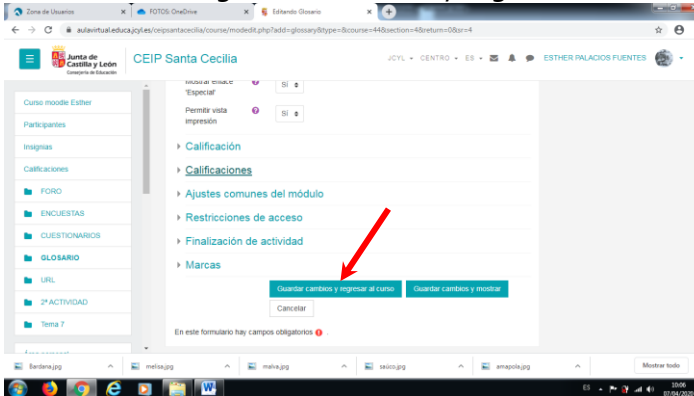 Zona de Usuarios
FOTOS: OneDrive
Editando Glosario
aulavirtual.educa.jcyl.es/ceipsantacecilia/course/modedit.php?add=glossary&type=&course=44&section=4&return=0&sr=4
Junta de
Castilla y León
Consejería de Educación
CEIP Santa Cecilia
JCYL
CENTRO
ES
ESTHER PALACIOS FUENTES
Curso moodle Esther
Participantes
Insignias
Calificaciones
FORO
ENCUESTAS
CUESTIONARIOS
GLOSARIO
URL
2ª ACTIVIDAD
Tema 7
Área personal
Mostrar enlace
'Especial'
Sí
Permitir vista
impresión
Sí
Calificación
Calificaciones
Ajustes comunes del módulo
Restricciones de acceso
Finalización de actividad
Marcas
Guardar cambios y regresar al curso
Guardar cambios y mostrar
Cancelar
En este formulario hay campos obligatorios
Bardana.jpg
melisa.jpg
malva.jpg
saúco.jpg
amapola.jpg
Mostrar todo
ES
10:06
07/04/2020